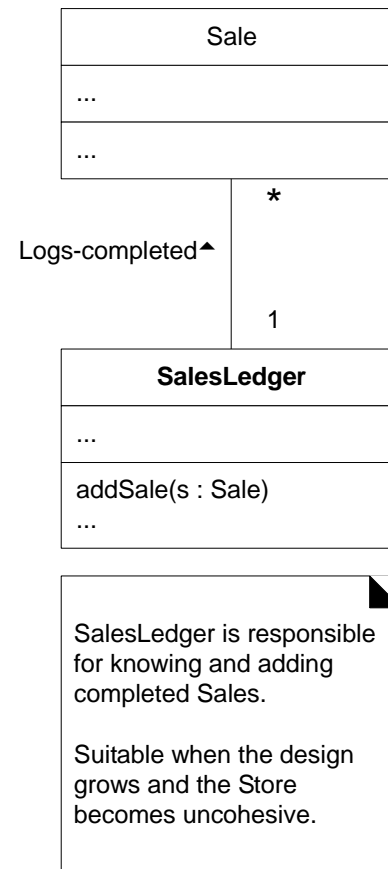 Sale
...
...
*
Logs-completed▲
1
SalesLedger
...
addSale(s : Sale)
...
SalesLedger is responsible
for knowing and adding
completed Sales.
Suitable when the design
grows and the Store
becomes uncohesive.